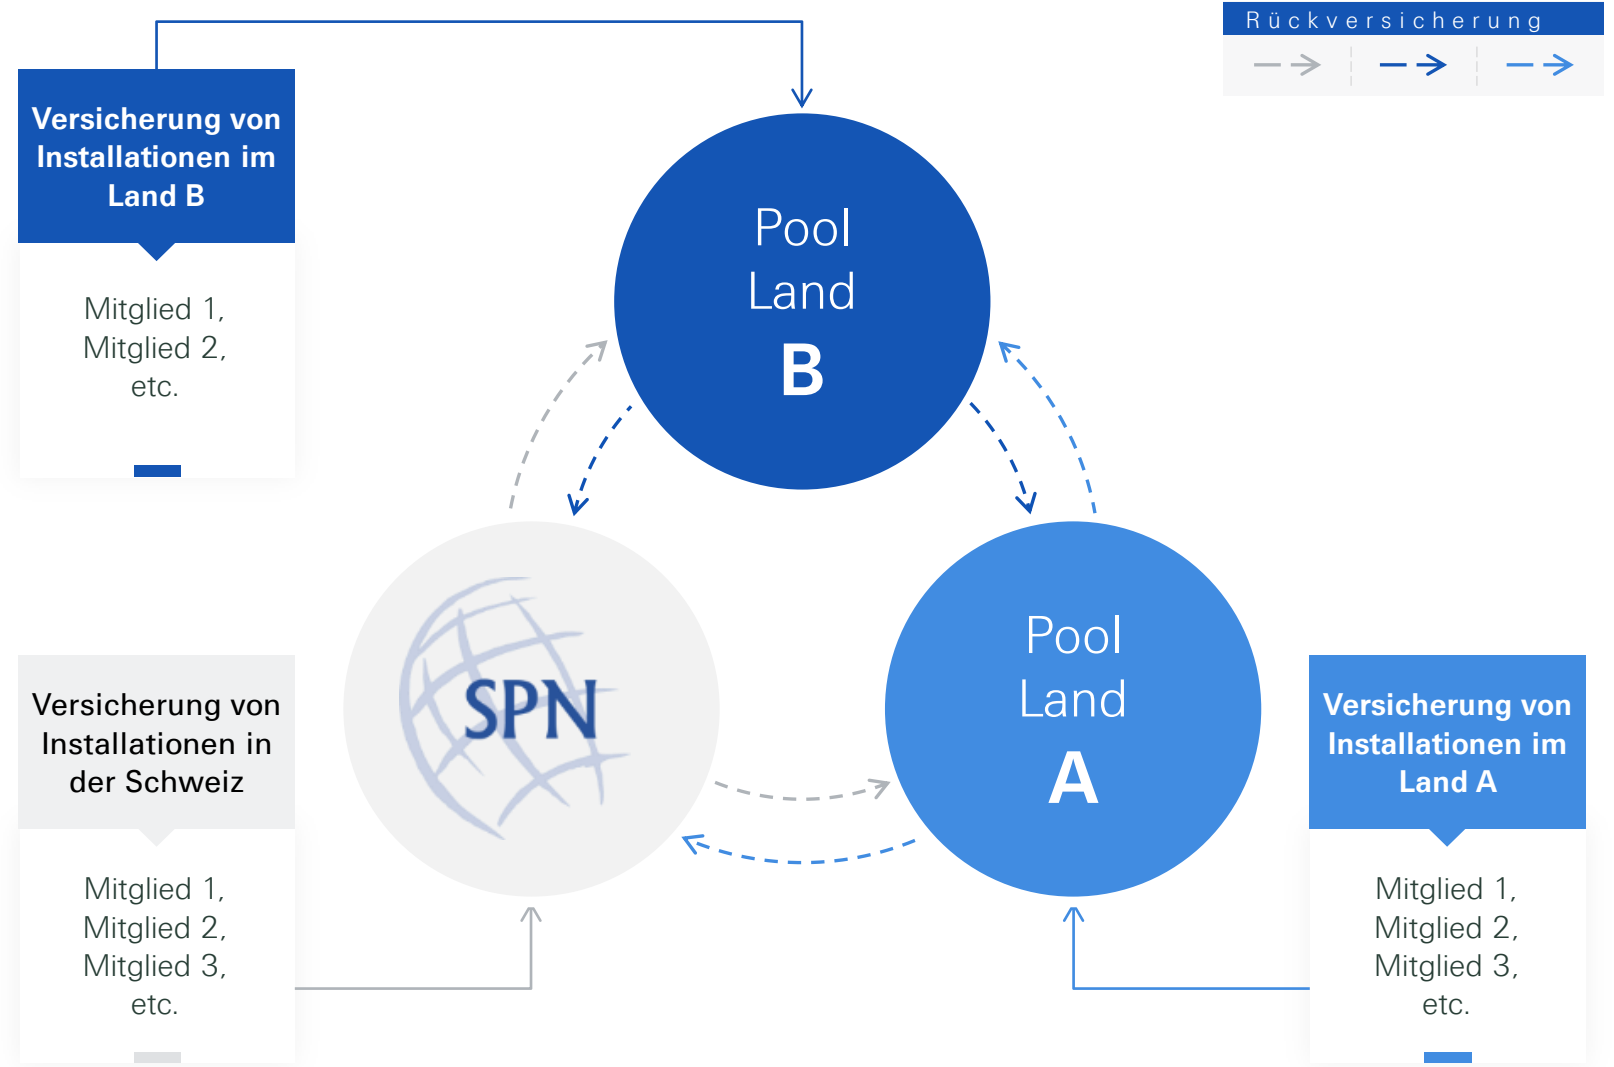 Rückversicherung
Versicherung von
Installationen im
Land B
Mitglied 1,
Mitglied 2,
etc.
Pool
Land
B
SPN
Pool
Land
A
Versicherung von
Installationen in
der Schweiz
Mitglied 1,
Mitglied 2,
Mitglied 3,
etc.
Versicherung von
Installationen im
Land A
Mitglied 1,
Mitglied 2,
Mitglied 3,
etc.